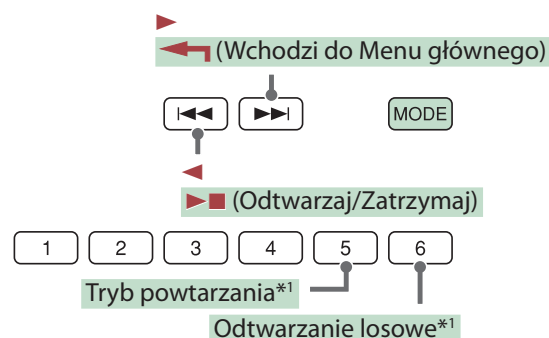 (Wchodzi do Menu głównego)
MODE
(Odtwarzaj/Zatrzymaj)
1 2 3 4 5 6
Tryb powtarzania*1
Odtwarzanie losowe*1